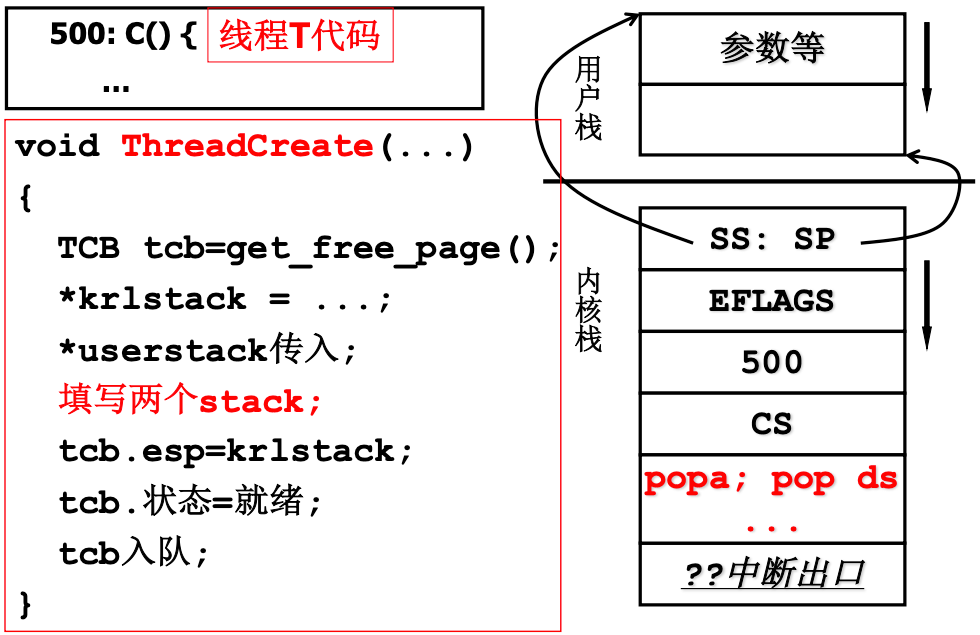 500: C() { 线程T代码
...
void ThreadCreate(...)
{
TCB tcb=get_free_page();
*krlstack = ...;
*userstack传入;
填写两个stack;
tcb.esp=krlstack;
tcb.状态=就绪;
tcb入队;
}
用户栈
参数等
内核栈
SS: SP
EFLAGS
500
CS
popa; pop ds
...
??中断出口